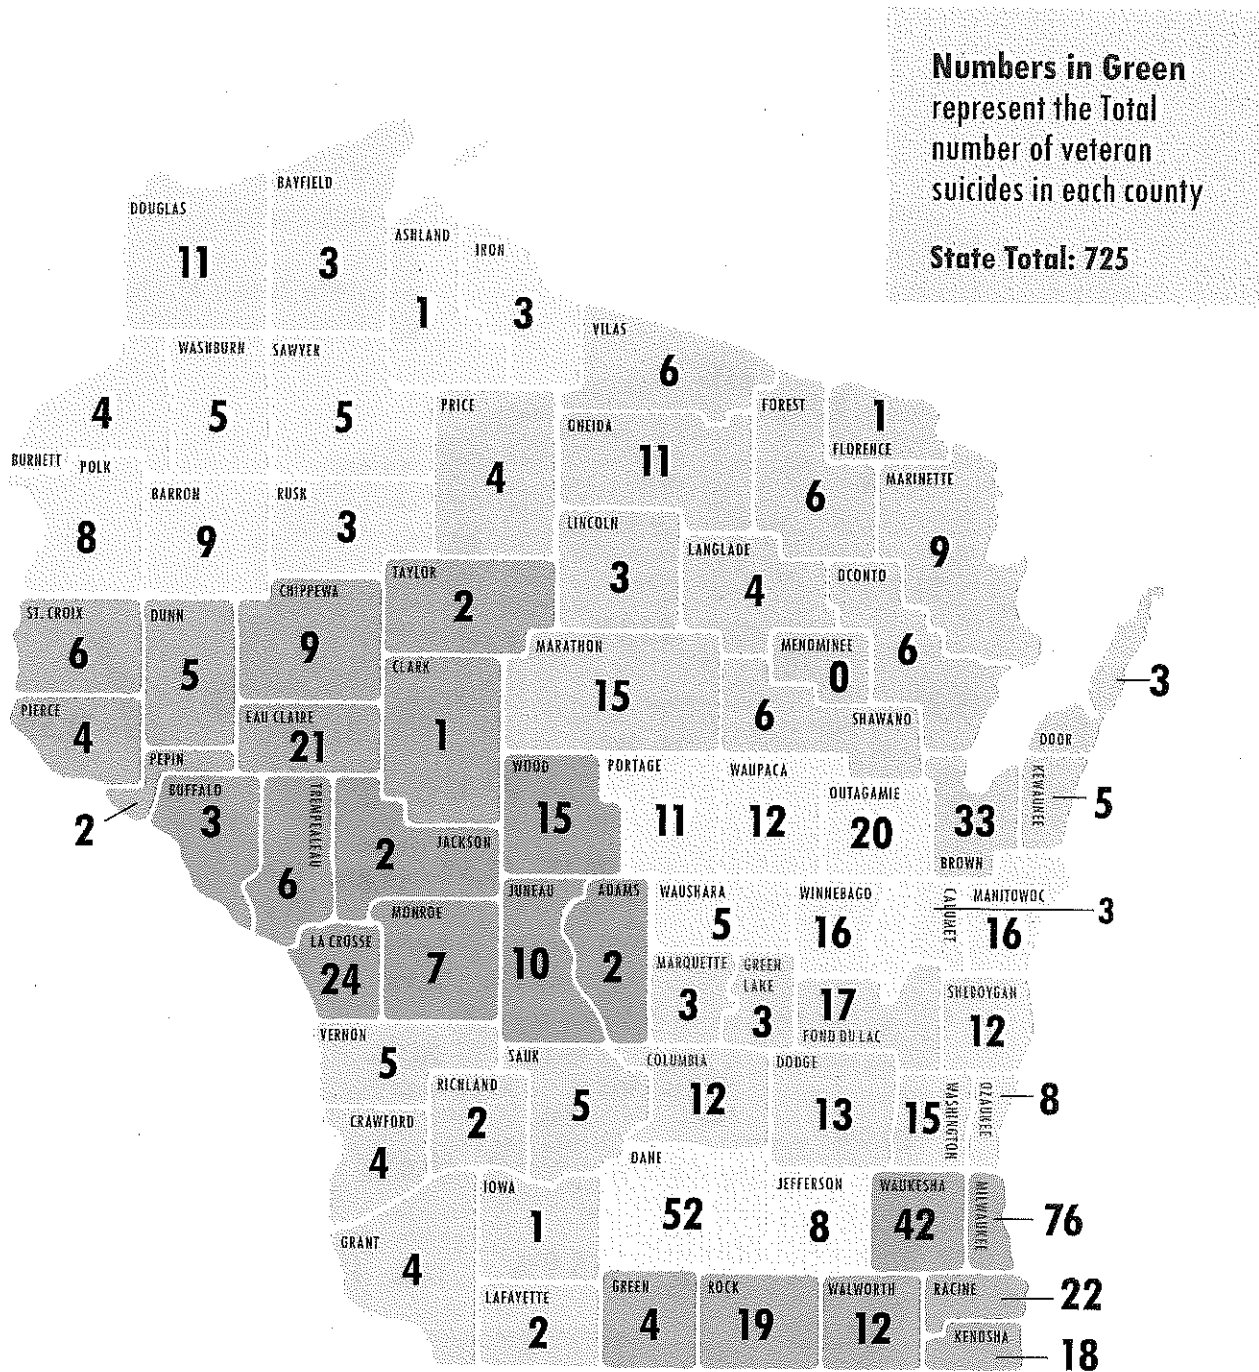 Numbers in Green
represent the Total
number of veteran
suicides in each county
State Total: 725
BAYFIELD
DOUGLAS
ASHLAND
IRON
11
3
1
3
VILAS
WASHBURN
SAWYER
6
4
5
5
PRICE
FOREST
1
ONEIDA
FLORENCE
BURNETT
POLK
11
4
MARINETTE
BARRON
RUSK
6
8
9
3
LINCOLN
LANGLADE
9
TAYLOR
3
4
OCONTO
CHIPPEWA
2
ST. CROIX
DUNN
6
9
MARATHON
MENOMINEE
6
CLARK
0
5
15
3
PIERCE
EAU CLAIRE
6
SHAWANO
4
21
1
DOOR
PEPIN
WOOD
PORTAGE
WAUPACA
KEWAUNEE
BUFFALO
TREMPEALEAU
OUTAGAMIE
5
2
3
15
11
12
20
33
2
JACKSON
BROWN
6
JUNEAU
ADAMS
WAUSHARA
WINNEBAGO
CALUMET
MANITOWOC
MONROE
5
16
16
3
LA CROSSE
24
7
10
2
MARQUETTE
GREEN
LAKE
3
3
17
SHEBOYGAN
FOND DU LAC
12
VERNON
SAUK
COLUMBIA
DODGE
5
RICHLAND
5
12
13
15
WASHINGTON
OZAUKEE
8
CRAWFORD
2
4
DANE
IOWA
JEFFERSON
WAUKESHA
MILWAUKEE
1
52
8
42
76
GRANT
4
LAFAYETTE
GREEN
ROCK
WALWORTH
RACINE
22
2
4
19
12
KENOSHA
18